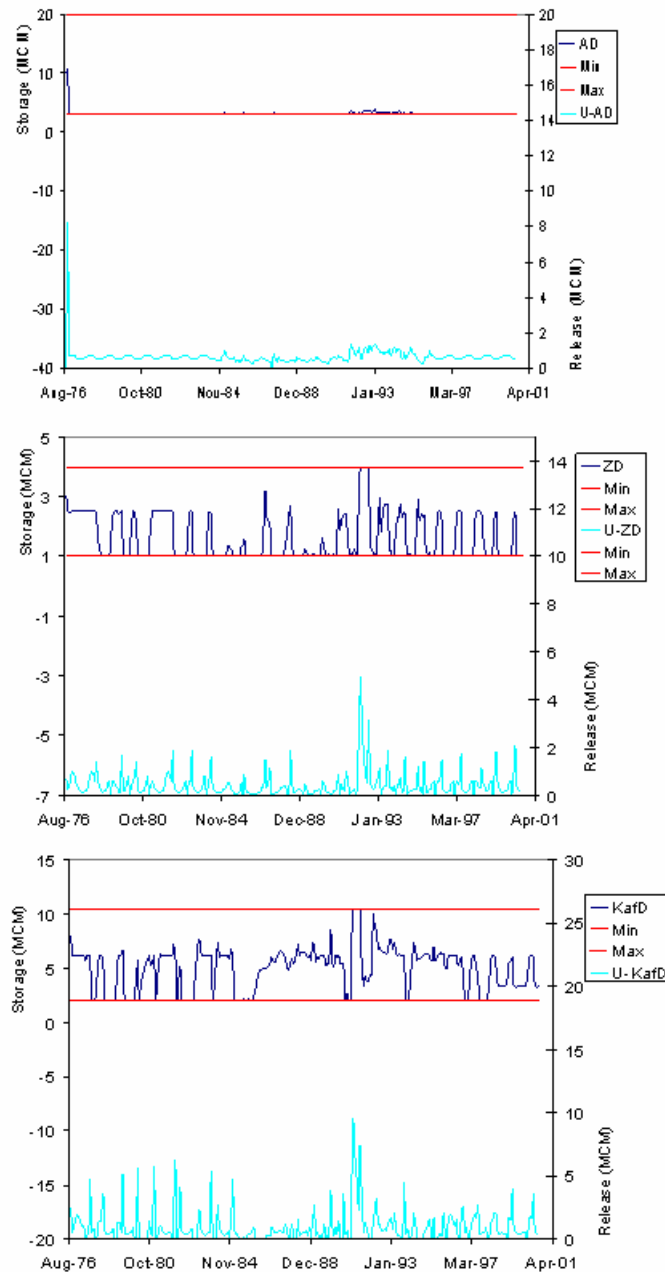 Storage (MCM)
20
10
0
-10
-20
-30
-40
20
18
16
14
12
10
8
6
4
2
0
Release (MCM)
AD
Min
Max
U-AD
Aug-76
Oct-80
Nov-84
Dec-88
Jan-93
Mar-97
Apr-01
Storage (MCM)
5
3
1
-1
-3
-5
-7
14
12
10
8
6
4
2
0
Release (MCM)
ZD
Min
Max
U-ZD
Min
Max
Aug-76
Oct-80
Nov-84
Dec-88
Jan-93
Mar-97
Apr-01
Storage (MCM)
15
10
5
0
-5
-10
-15
-20
30
25
20
15
10
5
0
Release (MCM)
KafD
Min
Max
U-KafD
Aug-76
Oct-80
Nov-84
Dec-88
Jan-93
Mar-97
Apr-01